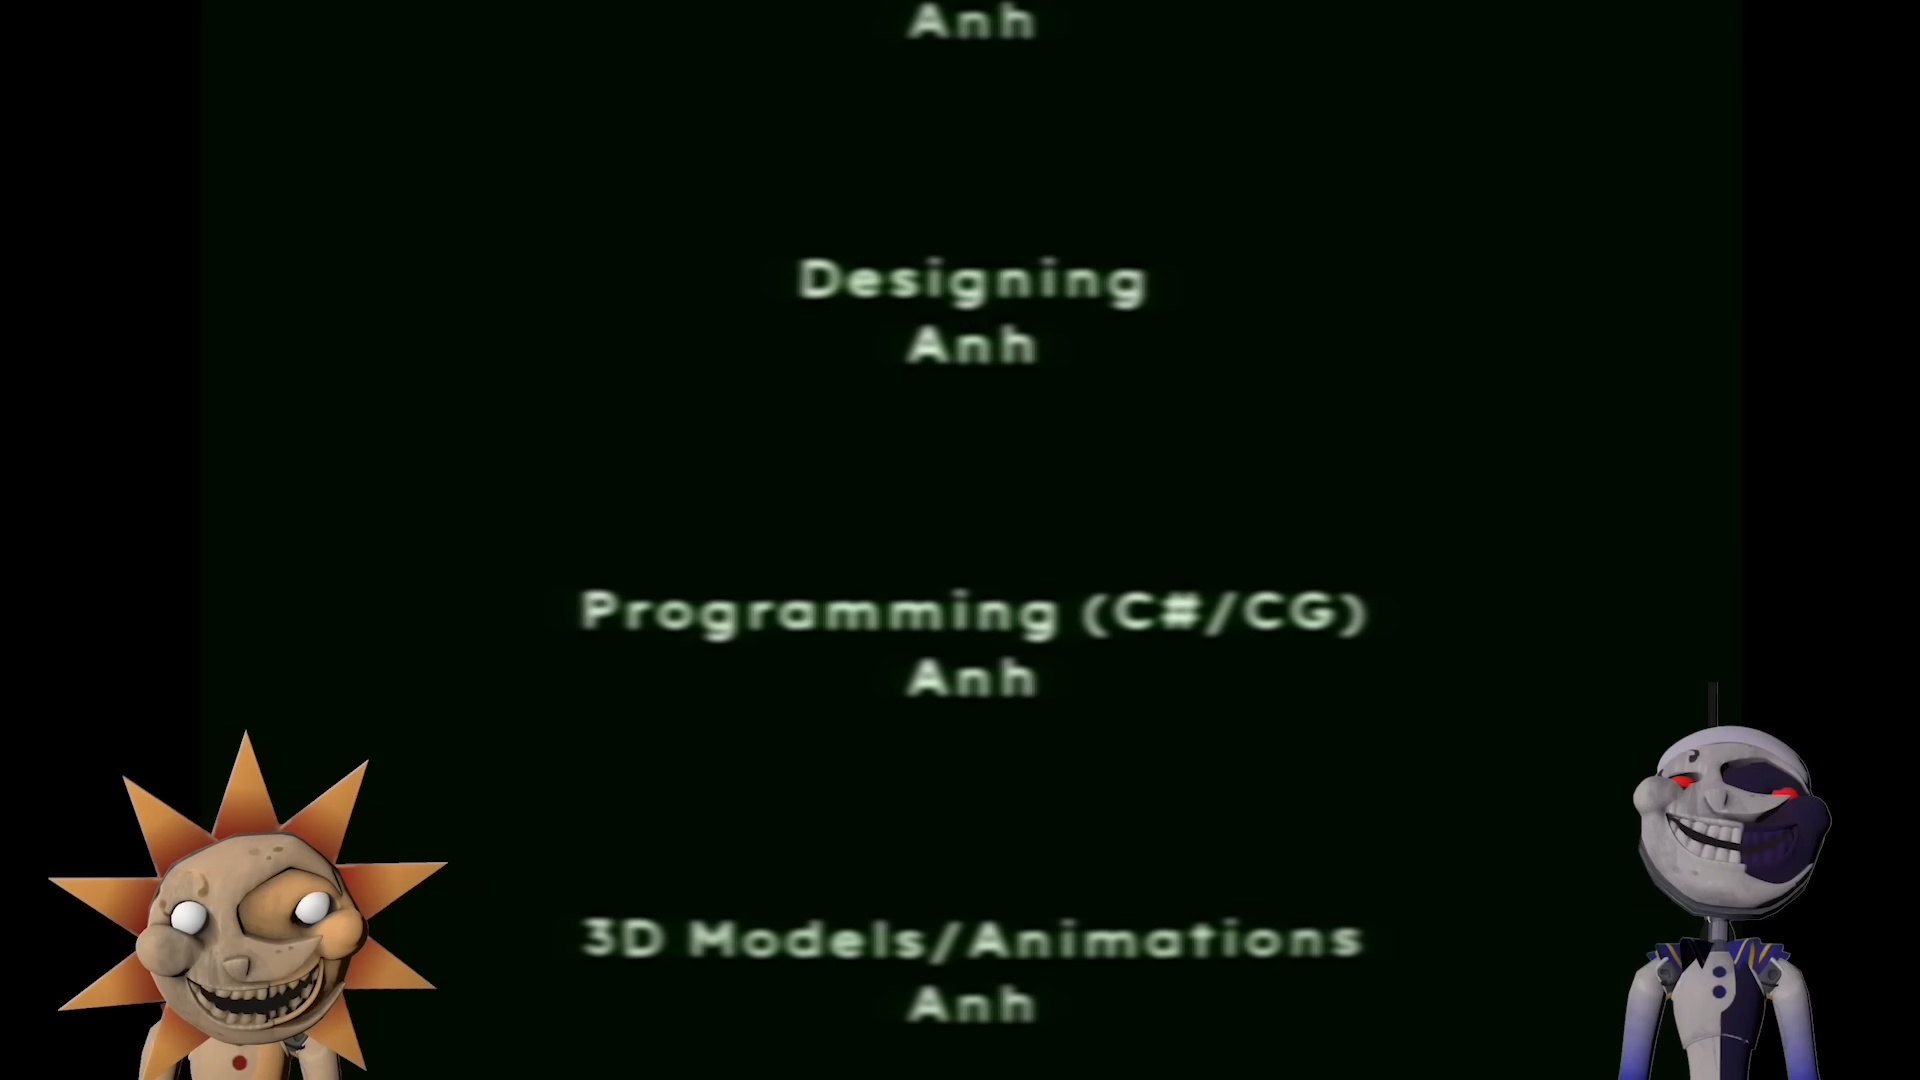 Anh
Designing
Anh
Programming (C#/CG)
Anh
3D Models/Animations
Anh